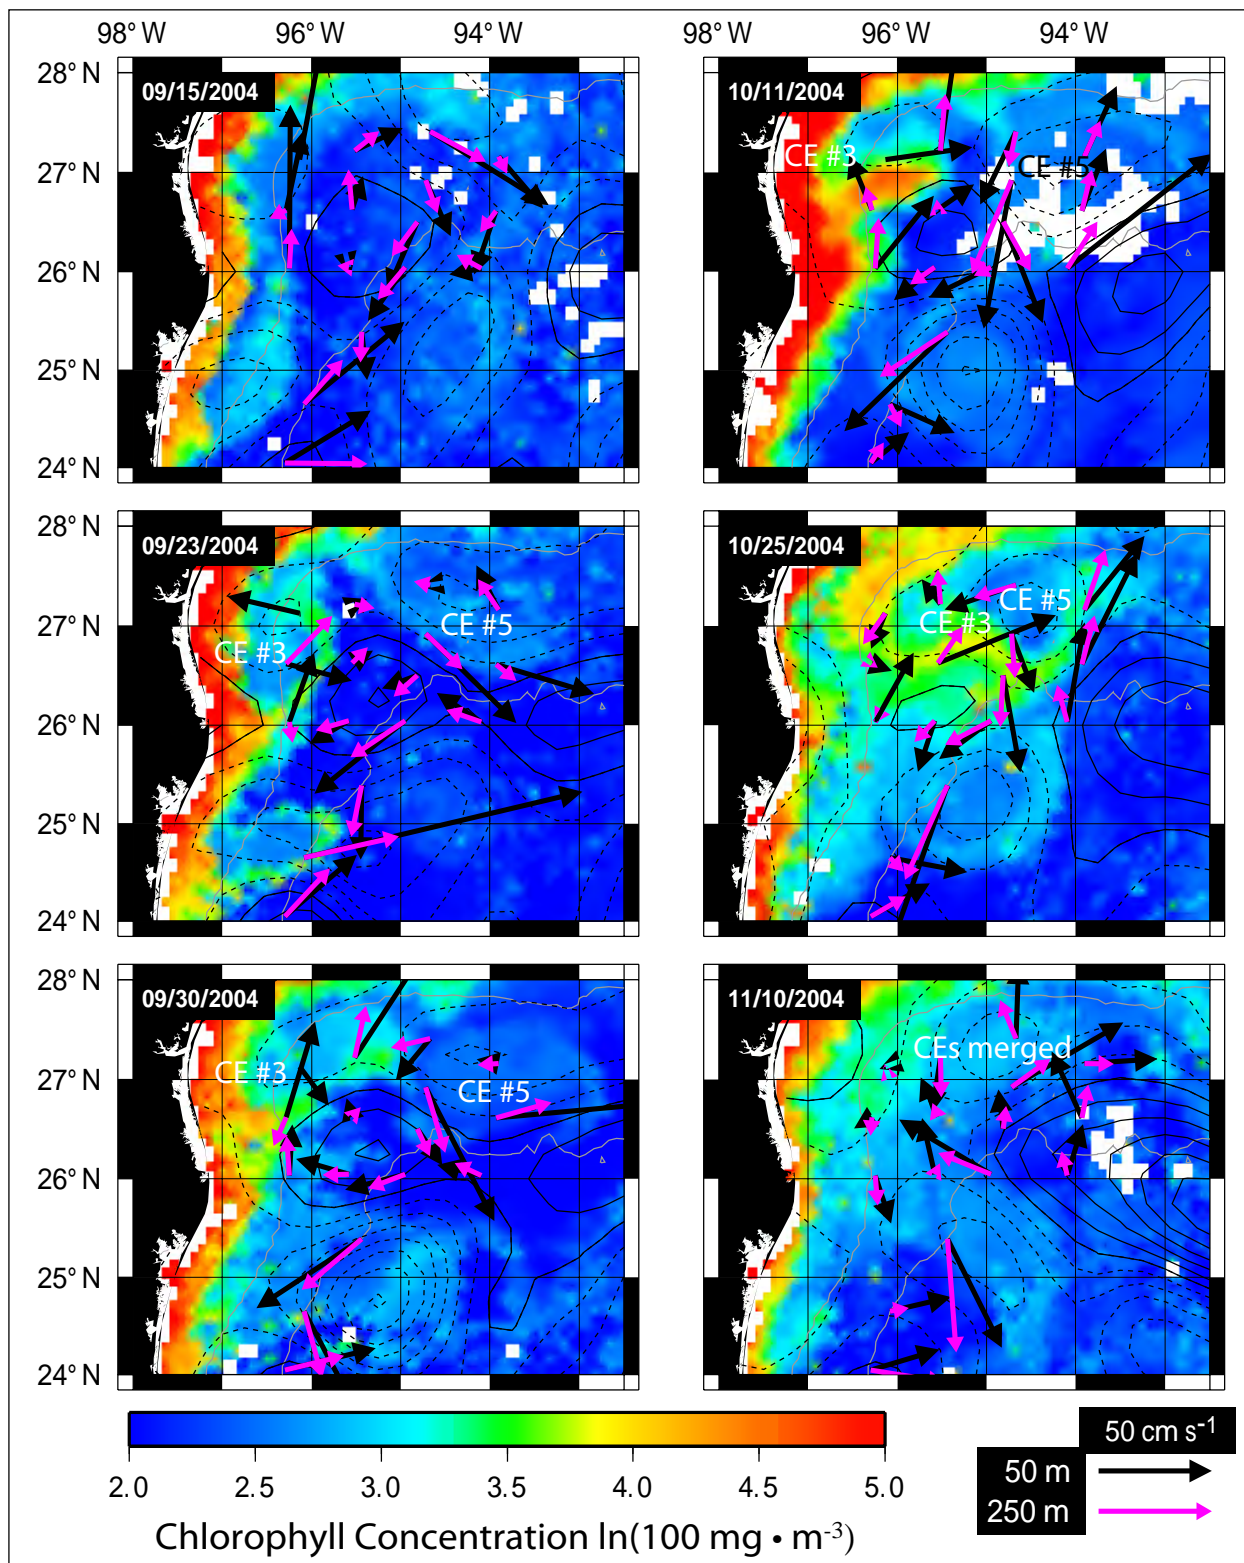 98° W 96° W 94° W 98° W 96° W 94° W
28° N
27° N
26° N
25° N
24° N
09/15/2004
10/11/2004
CE #3
CE #5
28° N
27° N
26° N
25° N
24° N
09/23/2004
CE #3
CE #5
10/25/2004
CE #3
CE #5
28° N
27° N
26° N
25° N
24° N
09/30/2004
CE #3
CE #5
11/10/2004
CEs merged
2.0 2.5 3.0 3.5 4.0 4.5 5.0
Chlorophyll Concentration ln(100 mg • m⁻³)
50 cm s⁻¹
50 m
250 m